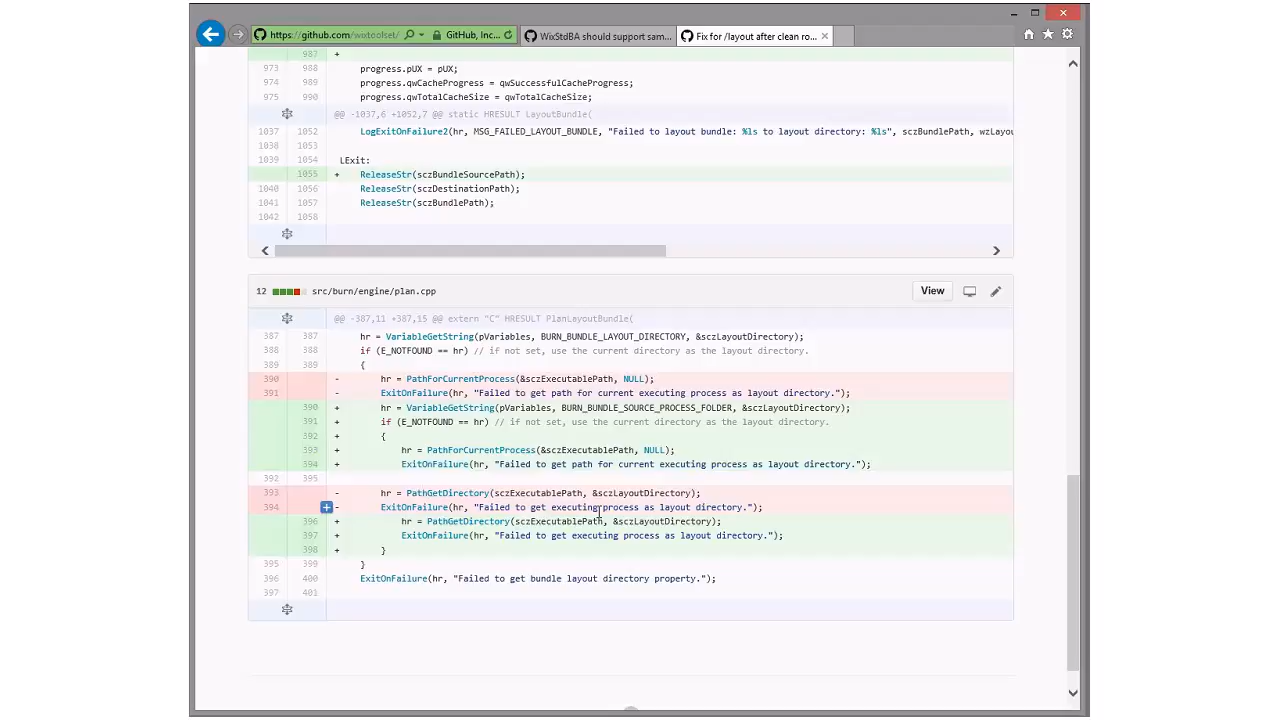 https://github.com/wixtoolset/ GitHub, Inc... WixStdBA should support sam... Fix for /layout after clean ro...
987 +
973 988 progress.pUX = pUX;
974 989 progress.qwCacheProgress = qwSuccessfulCacheProgress;
975 990 progress.qwTotalCacheSize = qwTotalCacheSize;
@@ -1037,6 +1052,7 @@ static HRESULT LayoutBundle(
1037 1052 LogExitOnFailure2(hr, MSG_FAILED_LAYOUT_BUNDLE, "Failed to layout bundle: %ls to layout directory: %ls", sczBundlePath, wzLayou
1038 1053
1039 1054 LExit:
1055 + ReleaseStr(sczBundleSourcePath);
1040 1056 ReleaseStr(sczDestinationPath);
1041 1057 ReleaseStr(sczBundlePath);
1042 1058
12 src/burn/engine/plan.cpp View
@@ -387,11 +387,15 @@ extern "C" HRESULT PlanLayoutBundle(
387 387 hr = VariableGetString(pVariables, BURN_BUNDLE_LAYOUT_DIRECTORY, &sczLayoutDirectory);
388 388 if (E_NOTFOUND == hr) // if not set, use the current directory as the layout directory.
389 389 {
390 - hr = PathForCurrentProcess(&sczExecutablePath, NULL);
391 - ExitOnFailure(hr, "Failed to get path for current executing process as layout directory.");
390 + hr = VariableGetString(pVariables, BURN_BUNDLE_SOURCE_PROCESS_FOLDER, &sczLayoutDirectory);
391 + if (E_NOTFOUND == hr) // if not set, use the current directory as the layout directory.
392 + {
393 + hr = PathForCurrentProcess(&sczExecutablePath, NULL);
394 + ExitOnFailure(hr, "Failed to get path for current executing process as layout directory.");
392 395
393 - hr = PathGetDirectory(sczExecutablePath, &sczLayoutDirectory);
394 - ExitOnFailure(hr, "Failed to get executing process as layout directory.");
396 + hr = PathGetDirectory(sczExecutablePath, &sczLayoutDirectory);
397 + ExitOnFailure(hr, "Failed to get executing process as layout directory.");
398 + }
395 399 }
396 400 ExitOnFailure(hr, "Failed to get bundle layout directory property.");
397 401